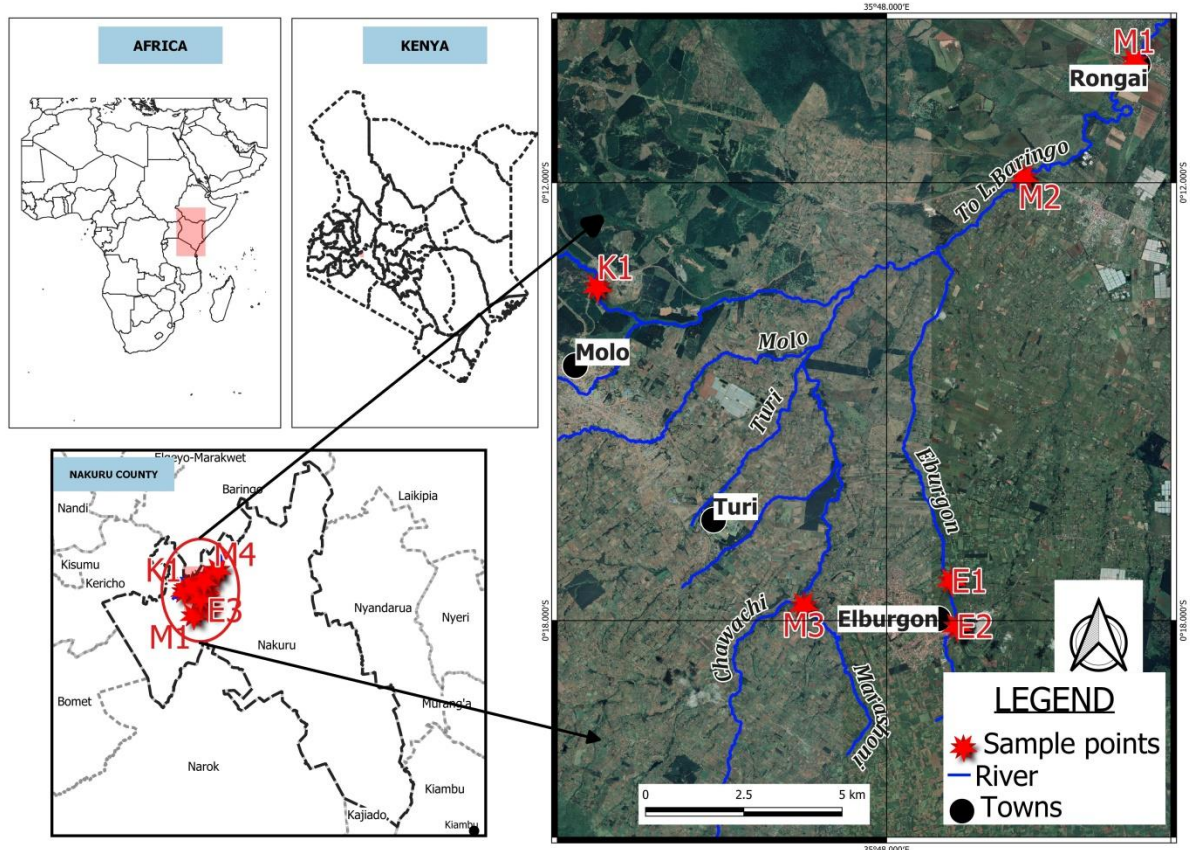 AFRICA
KENYA
NAKURU COUNTY
Elgeyo-Marakwet
Baringo
Laikipia
Nandi
Kisumu
Kericho
K1
M4
E3
M1
Nakuru
Nyandarua
Nyeri
Bomet
Murang'a
Narok
Kiambu
Kajiado
Kiambu
35°48.000'E
M1
Rongai
0°12.000'S
0°12.000'S
To L.Baringo
M2
K1
Molo
Molo
Turi
Turi
Eburgon
E1
Elburgon
E2
M3
Chawachi
Marashoni
0°18.000'S
0°18.000'S
LEGEND
Sample points
River
Towns
0 2.5 5 km
35°48.000'E